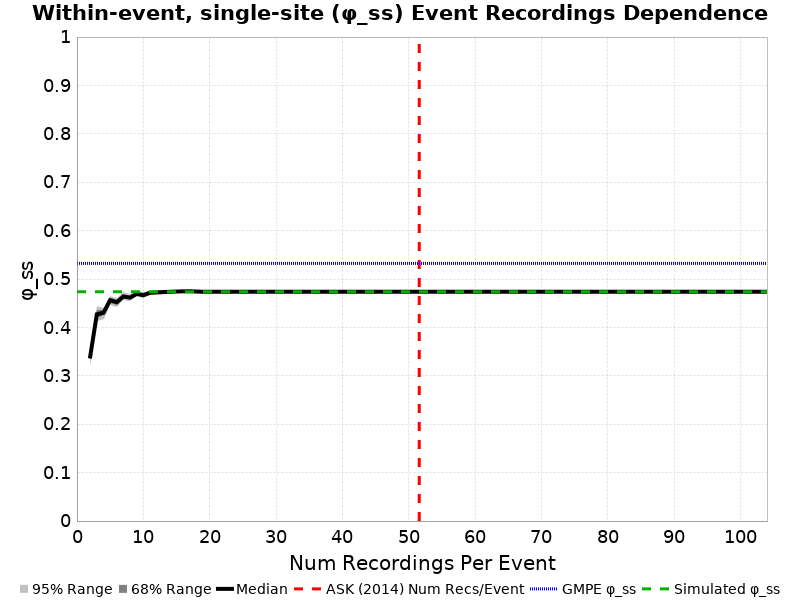 Within-event, single-site (φ_ss) Event Recordings Dependence
1
0.9
0.8
0.7
0.6
0.5
0.4
0.3
0.2
0.1
0
φ_ss
0 10 20 30 40 50 60 70 80 90 100
Num Recordings Per Event
95% Range 68% Range Median ASK (2014) Num Recs/Event GMPE φ_ss Simulated φ_ss